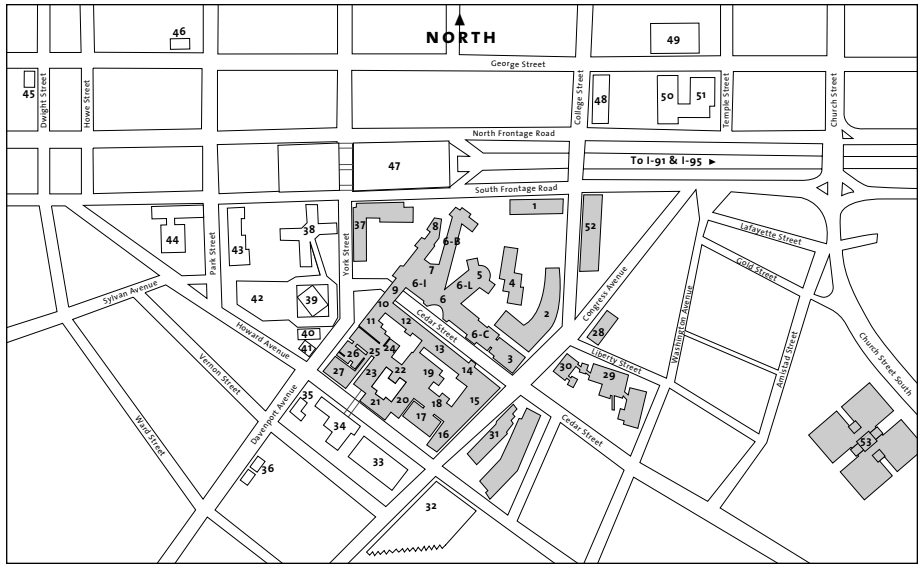 46
NORTH
49
George Street
45
Dwight Street
Howe Street
College Street
48
50
51
Temple Street
Church Street
North Frontage Road
47
To I-91 & I-95
South Frontage Road
44
Park Street
43
38
York Street
37
8
6-B
1
52
Lafayette Street
7
5
6-I
6-L
4
Gold Street
Sylvan Avenue
42
39
9
10
6
2
Congress Avenue
Washington Avenue
Amistad Street
Church Street South
Howard Avenue
40
41
11
12
Cedar Street
6-C
13
3
28
Liberty Street
26
25
24
27
23
22
19
14
30
29
Vernon Street
Davenport Avenue
35
21
20
18
15
17
16
34
31
Cedar Street
53
Ward Street
33
36
32